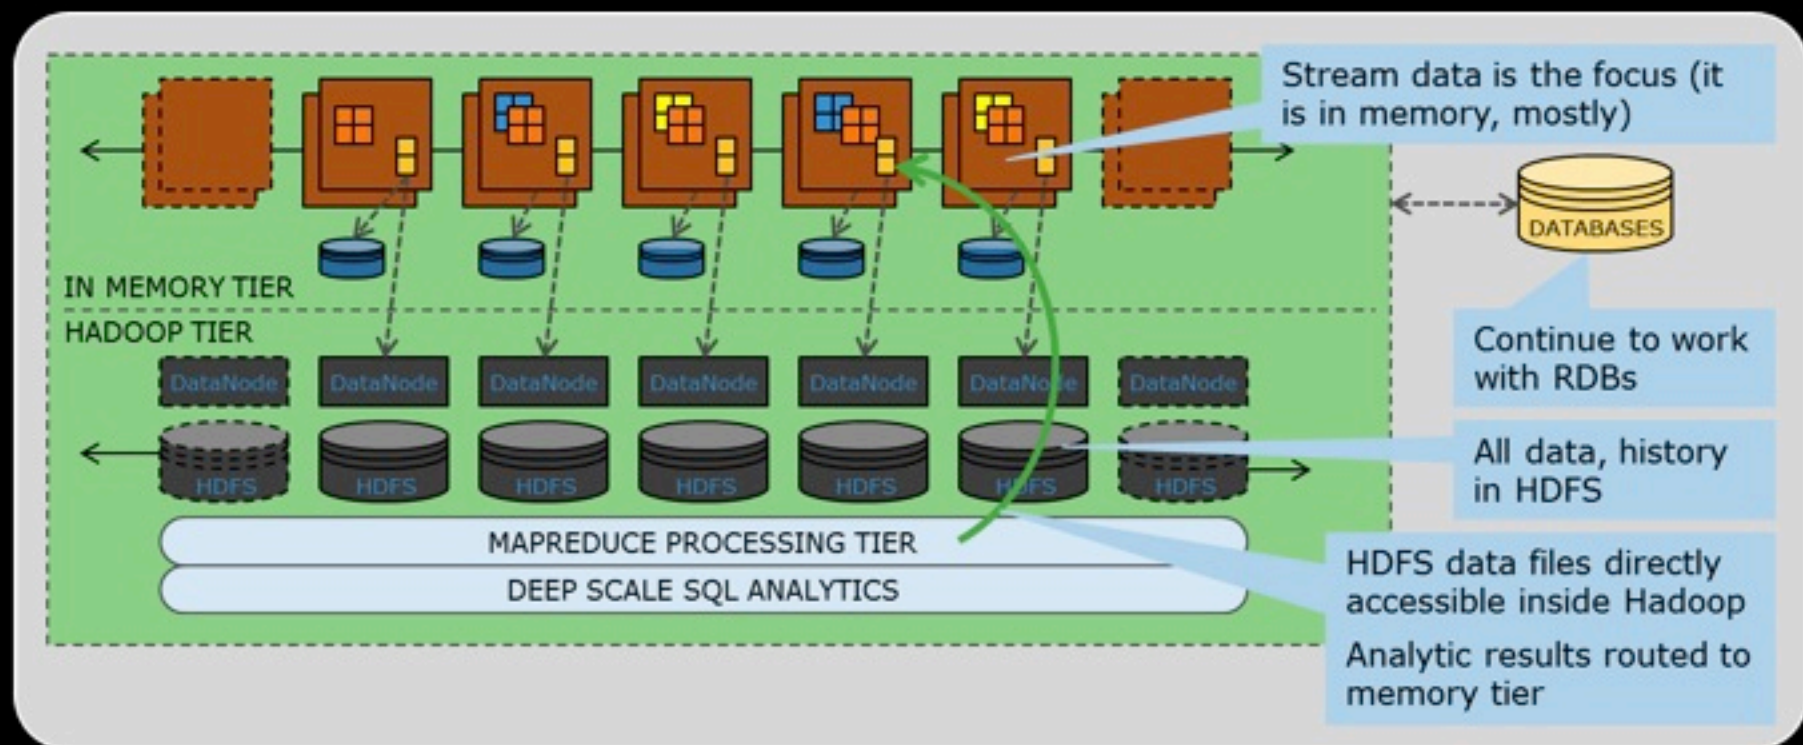 Stream data is the focus (it
is in memory, mostly)
DATABASES
IN MEMORY TIER
HADOOP TIER
Continue to work
with RDBs
DataNode DataNode DataNode DataNode DataNode DataNode DataNode
All data, history
in HDFS
HDFS HDFS HDFS HDFS HDFS HDFS HDFS
MAPREDUCE PROCESSING TIER
DEEP SCALE SQL ANALYTICS
HDFS data files directly
accessible inside Hadoop
Analytic results routed to
memory tier